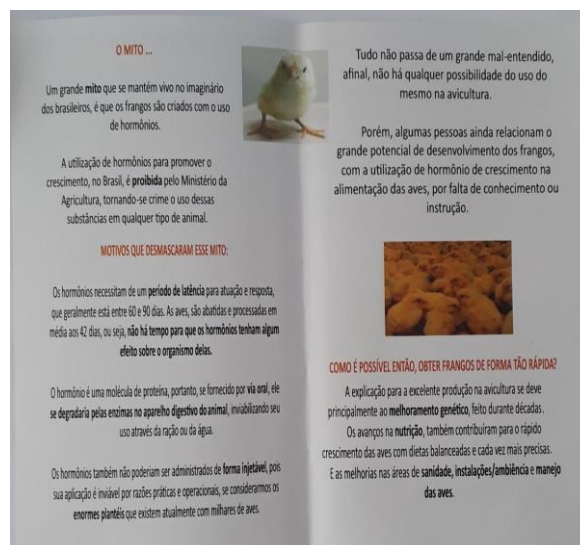 O MITO ...
Um grande mito que se mantém vivo no imaginário
dos brasileiros, é que os frangos são criados com o uso
de hormônios.
A utilização de hormônios para promover o
crescimento, no Brasil, é proibida pelo Ministério da
Agricultura, tornando-se crime o uso dessas
substâncias em qualquer tipo de animal.
MOTIVOS QUE DESMASCARAM ESSE MITO:
Os hormônios necessitam de um período de latência para atuação e resposta,
que geralmente está entre 60 e 90 dias. As aves, são abatidas e processadas em
média aos 42 dias, ou seja, não há tempo para que os hormônios tenham algum
efeito sobre o organismo delas.
O hormônio é uma molécula de proteína, portanto, se fornecido por via oral, ele
se degradaria pelas enzimas no aparelho digestivo do animal, inviabilizando seu
uso através da ração ou da água.
Os hormônios também não poderiam ser administrados de forma injetável, pois
sua aplicação é inviável por razões práticas e operacionais, se considerarmos os
enormes plantéis que existem atualmente com milhares de aves.
Tudo não passa de um grande mal-entendido,
afinal, não há qualquer possibilidade do uso do
mesmo na avicultura.
Porém, algumas pessoas ainda relacionam o
grande potencial de desenvolvimento dos frangos,
com a utilização de hormônio de crescimento na
alimentação das aves, por falta de conhecimento ou
instrução.
COMO É POSSÍVEL ENTÃO, OBTER FRANGOS DE FORMA TÃO RÁPIDA?
A explicação para a excelente produção na avicultura se deve
principalmente ao melhoramento genético, feito durante décadas.
Os avanços na nutrição, também contribuíram para o rápido
crescimento das aves com dietas balanceadas e cada vez mais precisas.
E as melhorias nas áreas de sanidade, instalações/ambiência e manejo
das aves.